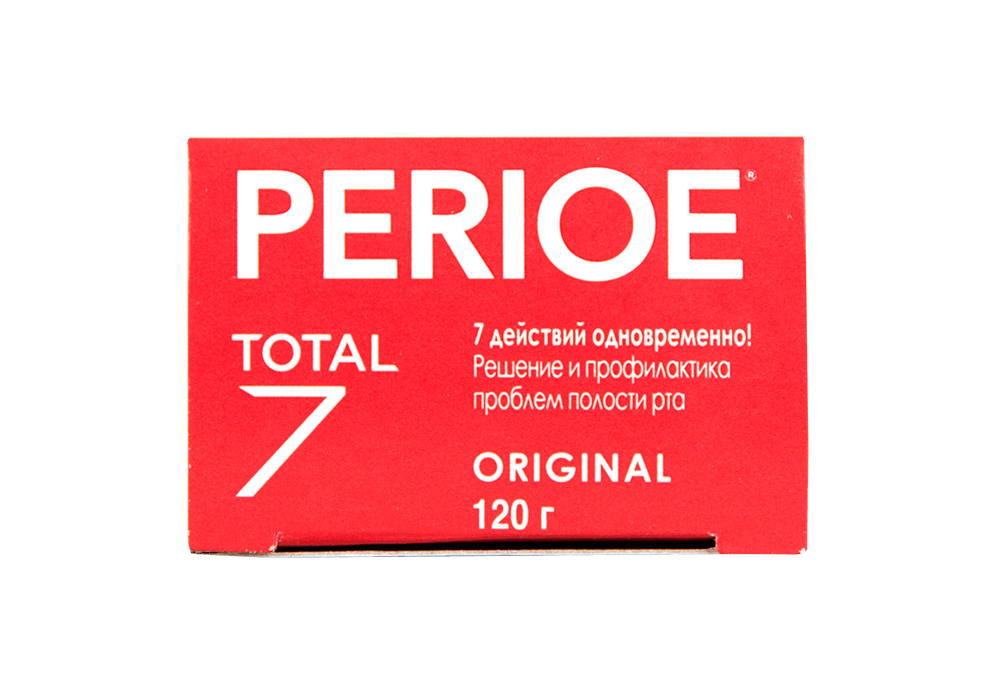 PERIOE®
TOTAL
7
7 действий одновременно!
Решение и профилактика
проблем полости рта
ORIGINAL
120 г